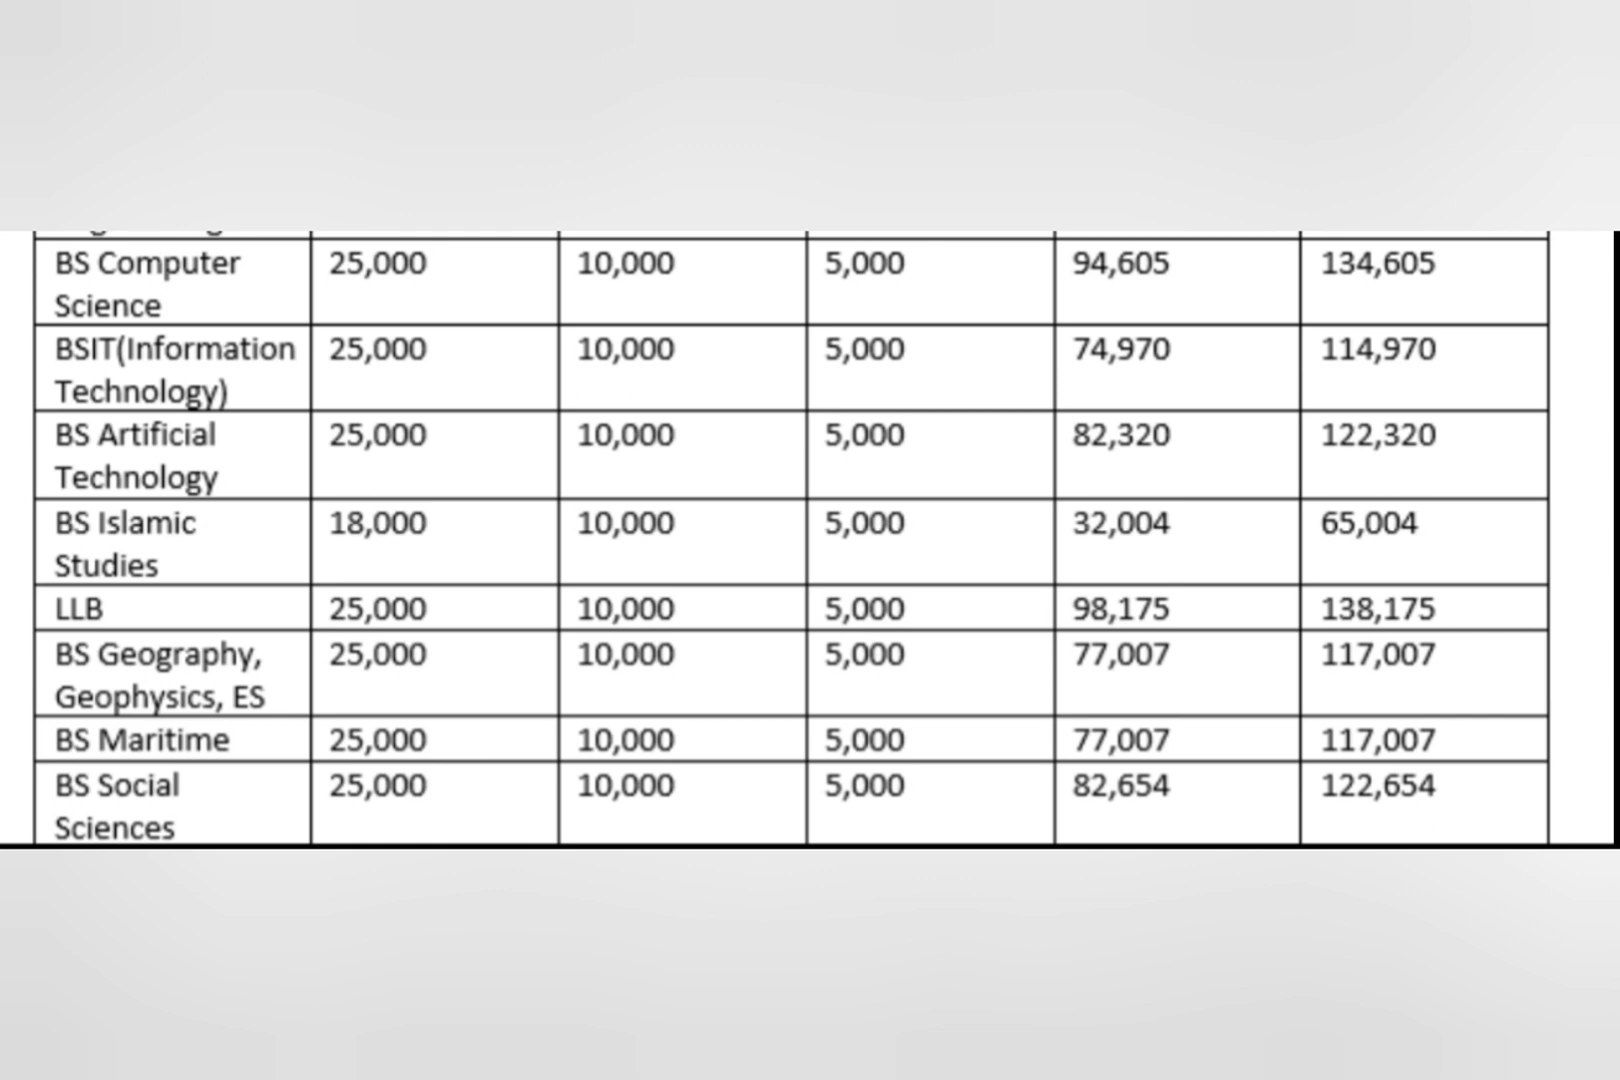 BS Computer 25,000 10,000 5,000 94,605 134,605
Science
BSIT(Information 25,000 10,000 5,000 74,970 114,970
Technology)
BS Artificial 25,000 10,000 5,000 82,320 122,320
Technology
BS Islamic 18,000 10,000 5,000 32,004 65,004
Studies
LLB 25,000 10,000 5,000 98,175 138,175
BS Geography, 25,000 10,000 5,000 77,007 117,007
Geophysics, ES
BS Maritime 25,000 10,000 5,000 77,007 117,007
BS Social 25,000 10,000 5,000 82,654 122,654
Sciences